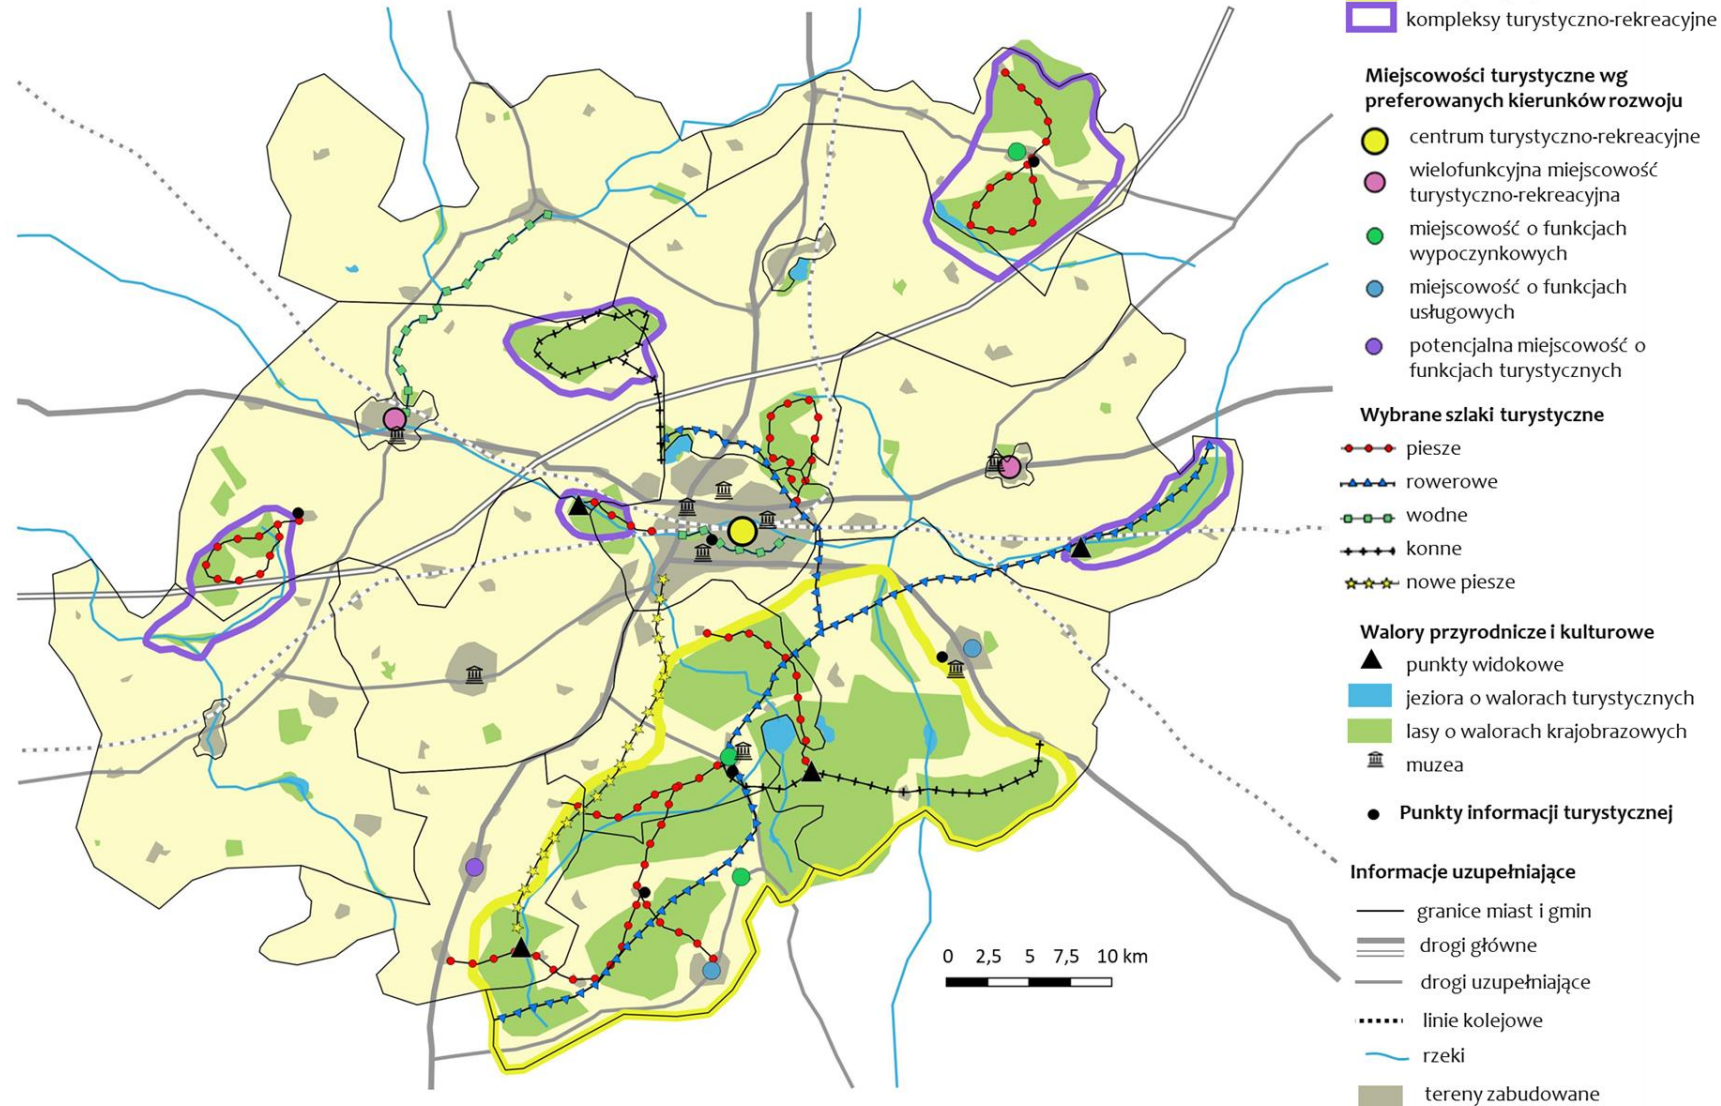 kompleksy turystyczno-rekreacyjne
Miejscowości turystyczne wg
preferowanych kierunków rozwoju
centrum turystyczno-rekreacyjne
wielofunkcyjna miejscowość
turystyczno-rekreacyjna
miejscowość o funkcjach
wypoczynkowych
miejscowość o funkcjach
usługowych
potencjalna miejscowość o
funkcjach turystycznych
Wybrane szlaki turystyczne
piesze
rowerowe
wodne
konne
nowe piesze
Walory przyrodnicze i kulturowe
punkty widokowe
jeziora o walorach turystycznych
lasy o walorach krajobrazowych
muzea
Punkty informacji turystycznej
Informacje uzupełniające
granice miast i gmin
drogi główne
drogi uzupełniające
linie kolejowe
rzeki
tereny zabudowane
0 2,5 5 7,5 10 km